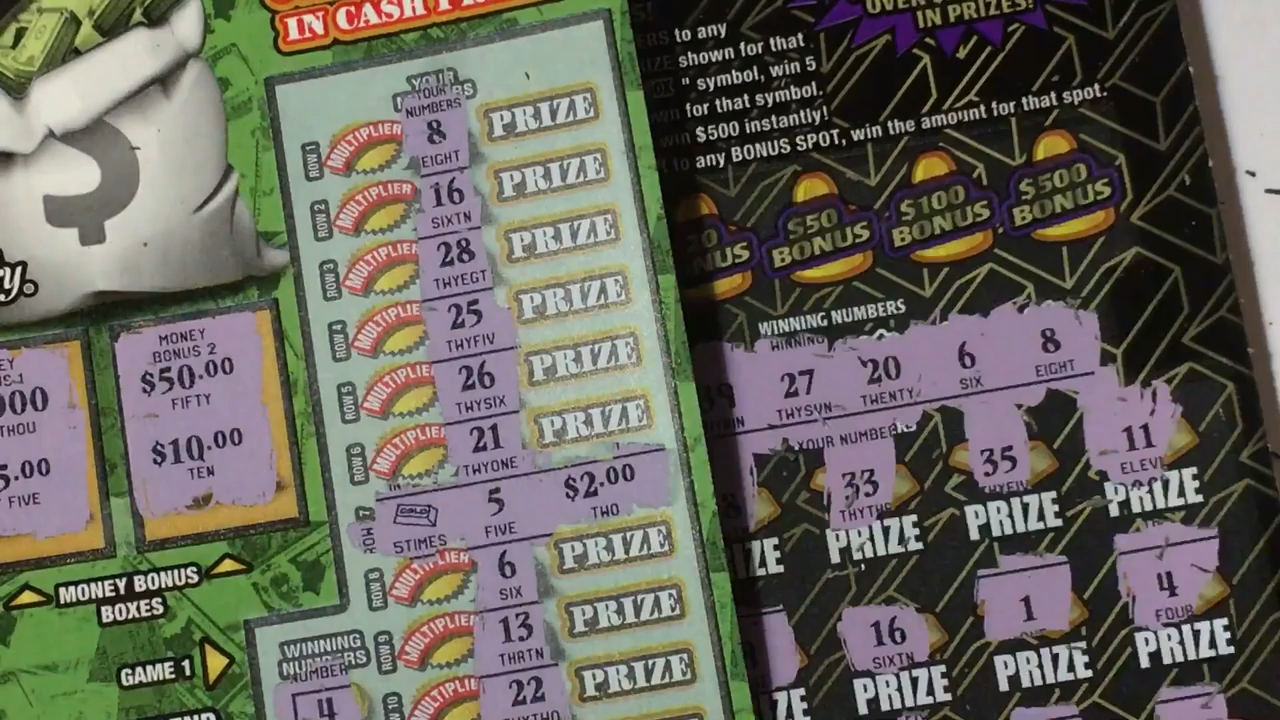 IN CASH
y.
MONEY
BONUS 2
$50.00
FIFTY
$10.00
TEN
000
THOU
5.00
FIVE
MONEY BONUS
BOXES
GAME 1
YOUR
NUMBERS
ROW 1 MULTIPLIER 8 EIGHT PRIZE
ROW 2 MULTIPLIER 16 SIXTN PRIZE
ROW 3 MULTIPLIER 28 THYEGT PRIZE
ROW 4 MULTIPLIER 25 THYFIV PRIZE
ROW 5 MULTIPLIER 26 THYSIX PRIZE
ROW 6 MULTIPLIER 21 THYONE PRIZE
ROW 7 GOLD 5TIMES 5 FIVE $2.00 TWO
ROW 8 MULTIPLIER 6 SIX PRIZE
ROW 9 MULTIPLIER 13 THRTN PRIZE
ROW 10 MULTIPLIER 22 PRIZE
WINNING
NUMBER
4
OVER
IN PRIZES!
to any
shown for that
" symbol, win 5
for that symbol.
win $500 instantly!
to any BONUS SPOT, win the amount for that spot.
$50 BONUS
$100 BONUS
$500 BONUS
WINNING NUMBERS
27 20 6 8
THYSVN TWENTY SIX EIGHT
YOUR NUMBERS
33 35 11
PRIZE PRIZE PRIZE
16 1 4
SIXTN FOUR
PRIZE PRIZE PRIZE